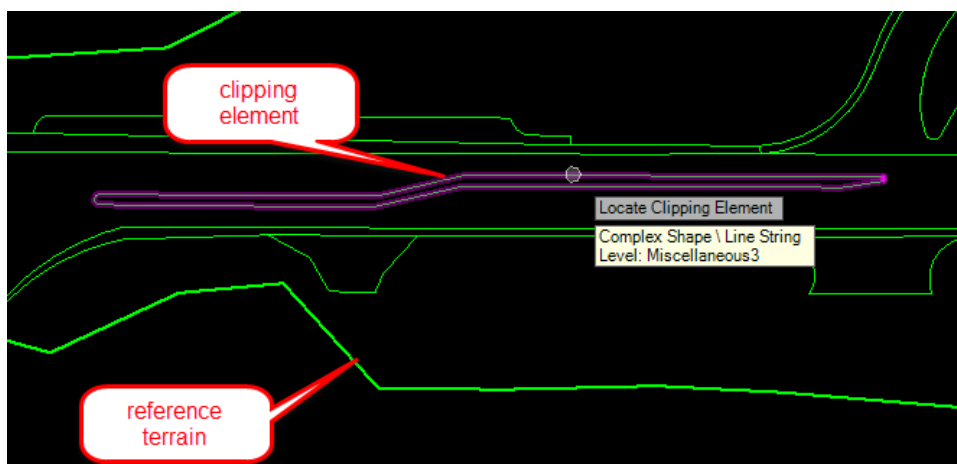 clipping
element
Locate Clipping Element
Complex Shape \ Line String
Level: Miscellaneous3
reference
terrain